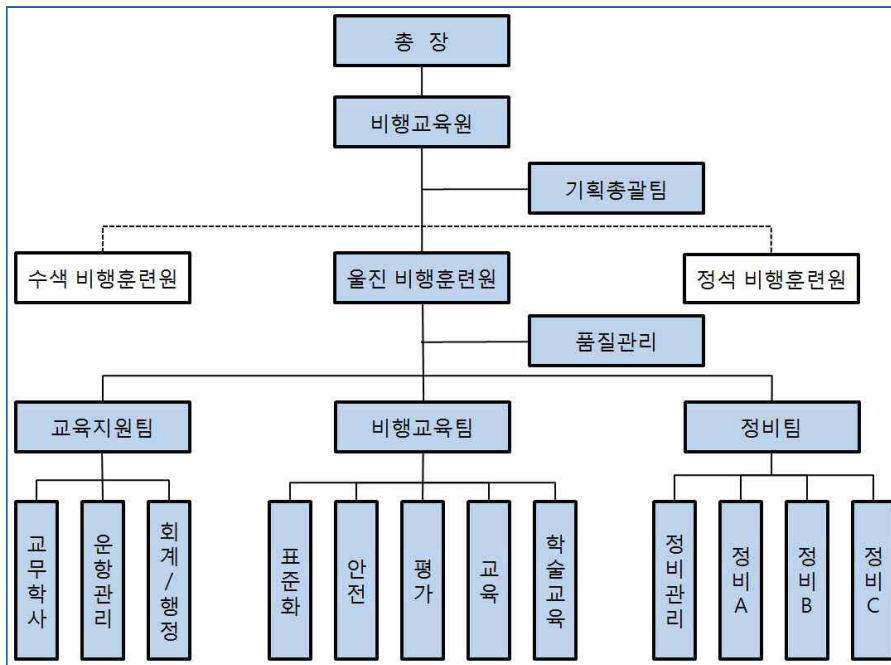 총 장
비행교육원
기획총괄팀
수색 비행훈련원
울진 비행훈련원
정석 비행훈련원
품질관리
교육지원팀
비행교육팀
정비팀
교무학사
운항관리
회계/행정
표준화
안전
평가
교육
학술교육
정비관리
정비A
정비B
정비C